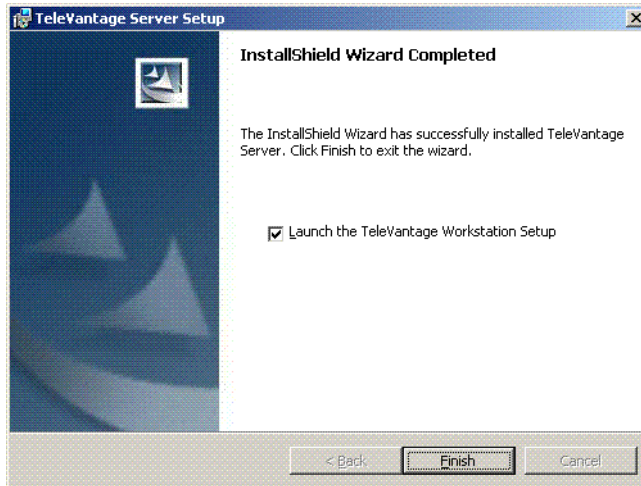 TeleVantage Server Setup
InstallShield Wizard Completed
The InstallShield Wizard has successfully installed TeleVantage
Server. Click Finish to exit the wizard.
Launch the TeleVantage Workstation Setup
< Back Finish Cancel